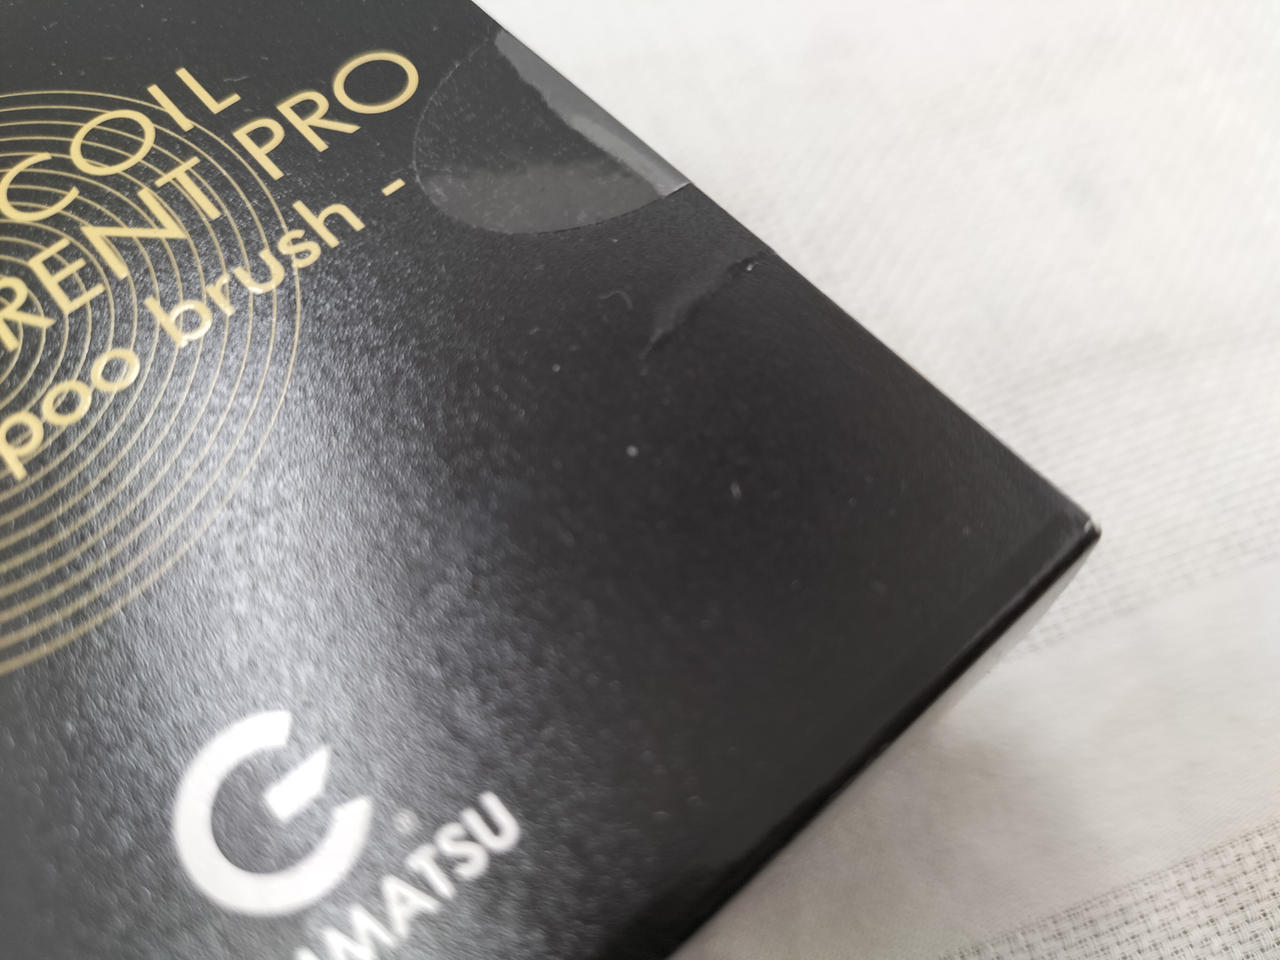 COIL
RENT PRO
poo brush -
MATSU